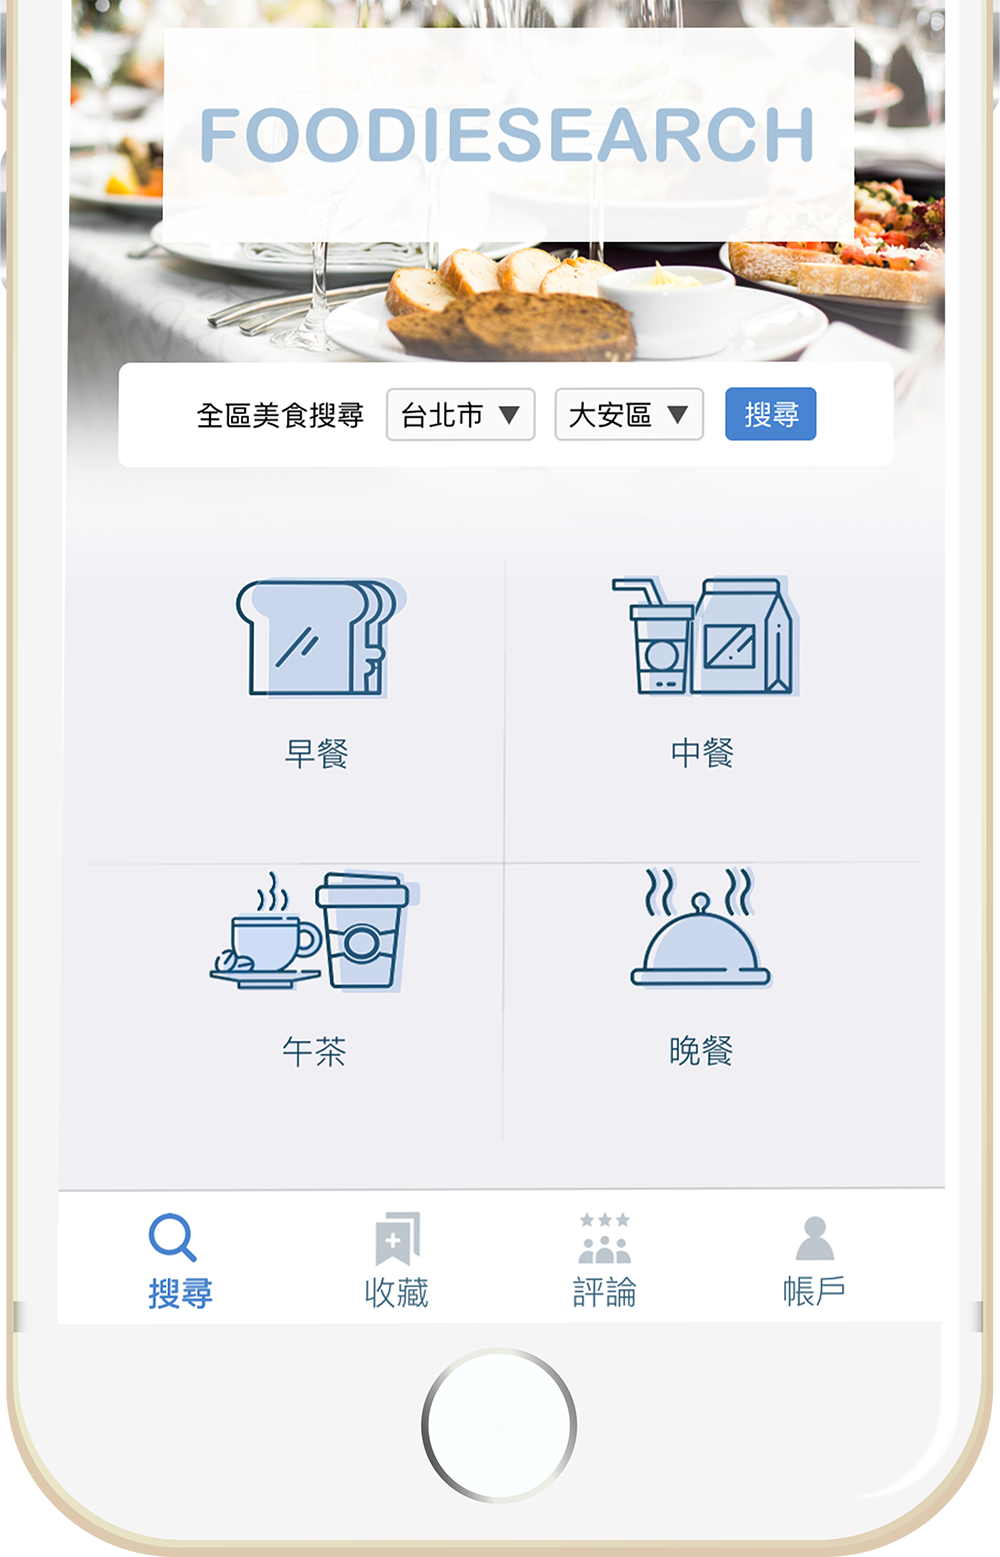 FOODIESEARCH
全區美食搜尋 台北市 ▼ 大安區 ▼ 搜尋
早餐 中餐
午茶 晚餐
搜尋 收藏 評論 帳戶